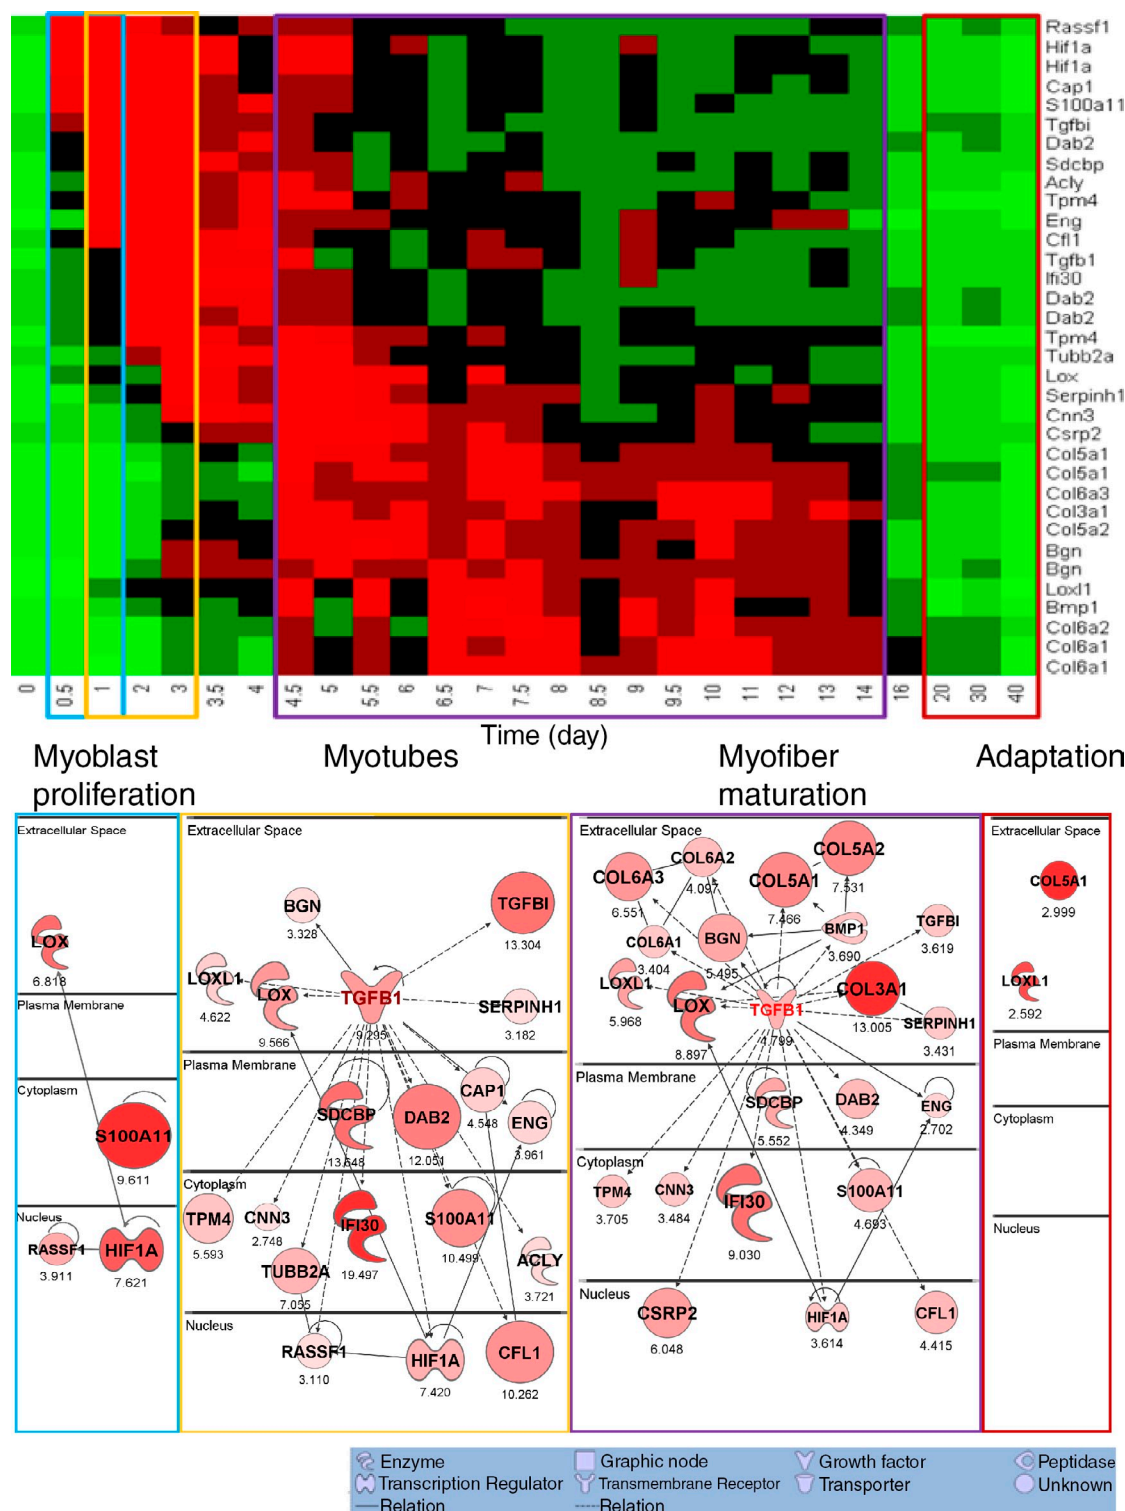 Rassf1
Hif1a
Hif1a
Cap1
S100a11
Tgfbi
Dab2
Sdcbp
Acly
Tpm4
Eng
Cfl1
Tgfb1
Ifi30
Dab2
Dab2
Tpm4
Tubb2a
Lox
Serpinh1
Cnn3
Csrp2
Col5a1
Col5a1
Col6a3
Col3a1
Col5a2
Bgn
Bgn
Loxl1
Bmp1
Col6a2
Col6a1
Col6a1
0 0.5 1 2 3 3.5 4 4.5 5 5.5 6 6.5 7 7.5 8 8.5 9 9.5 10 11 12 13 14 16 20 30 40
Time (day)
Myoblast proliferation
Myotubes
Myofiber maturation
Adaptation
Extracellular Space
LOX
6.818
Plasma Membrane
Cytoplasm
S100A11
9.611
Nucleus
RASSF1
3.911
HIF1A
7.621
Extracellular Space
BGN
3.328
TGFBI
13.304
LOXL1
4.622
LOX
9.566
TGFB1
9.295
SERPINH1
3.182
Plasma Membrane
SDCBP
13.648
DAB2
12.051
CAP1
4.548
ENG
3.961
Cytoplasm
TPM4
5.593
CNN3
2.748
IFI30
19.497
S100A11
10.499
TUBB2A
7.055
ACLY
3.721
Nucleus
RASSF1
3.110
HIF1A
7.420
CFL1
10.262
Extracellular Space
COL6A3
6.551
COL6A2
4.097
COL5A1
7.466
COL5A2
7.531
COL6A1
3.404
BGN
5.495
BMP1
3.690
TGFBI
3.619
LOXL1
5.968
LOX
8.897
TGFB1
4.799
COL3A1
13.005
SERPINH1
3.431
Plasma Membrane
SDCBP
5.552
DAB2
4.349
ENG
2.702
Cytoplasm
TPM4
3.705
CNN3
3.484
IFI30
9.030
S100A11
4.693
Nucleus
CSRP2
6.048
HIF1A
3.614
CFL1
4.415
Extracellular Space
COL5A1
2.999
LOXL1
2.592
Plasma Membrane
Cytoplasm
Nucleus
Enzyme Graphic node Growth factor Peptidase
Transcription Regulator Transmembrane Receptor Transporter Unknown
Relation Relation